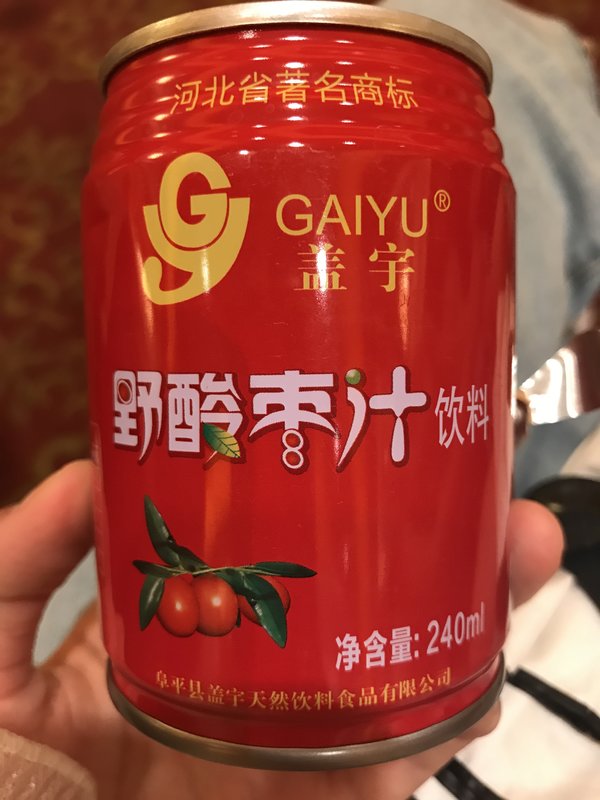 河北省著名商标
GAIYU®
盖宇
野酸枣汁饮料
净含量: 240ml
阜平县盖宇天然饮料食品有限公司